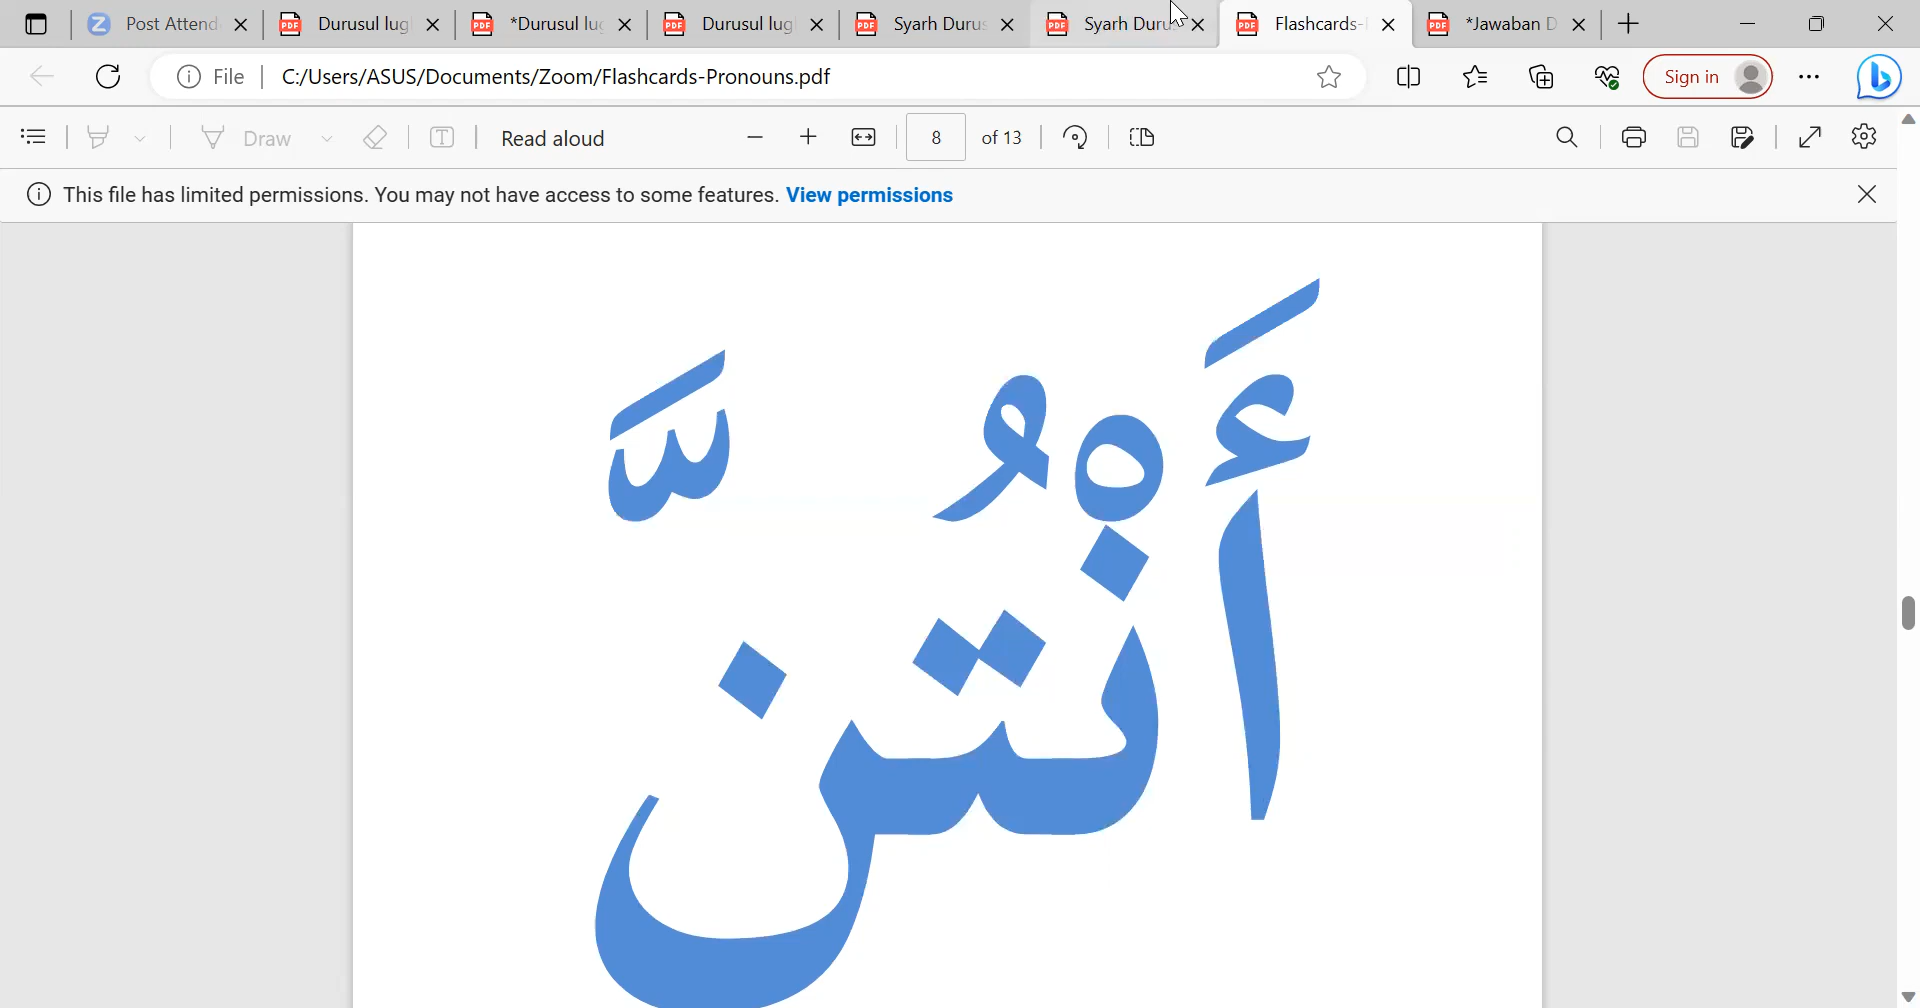 Post Attend
Durusul lug
*Durusul lug
Durusul lug
Syarh Durus
Syarh Durus
Flashcards-
*Jawaban D
Sign in
File
C:/Users/ASUS/Documents/Zoom/Flashcards-Pronouns.pdf
Draw
Read aloud
8
of 13
This file has limited permissions. You may not have access to some features. View permissions
أَنْتُنَّ